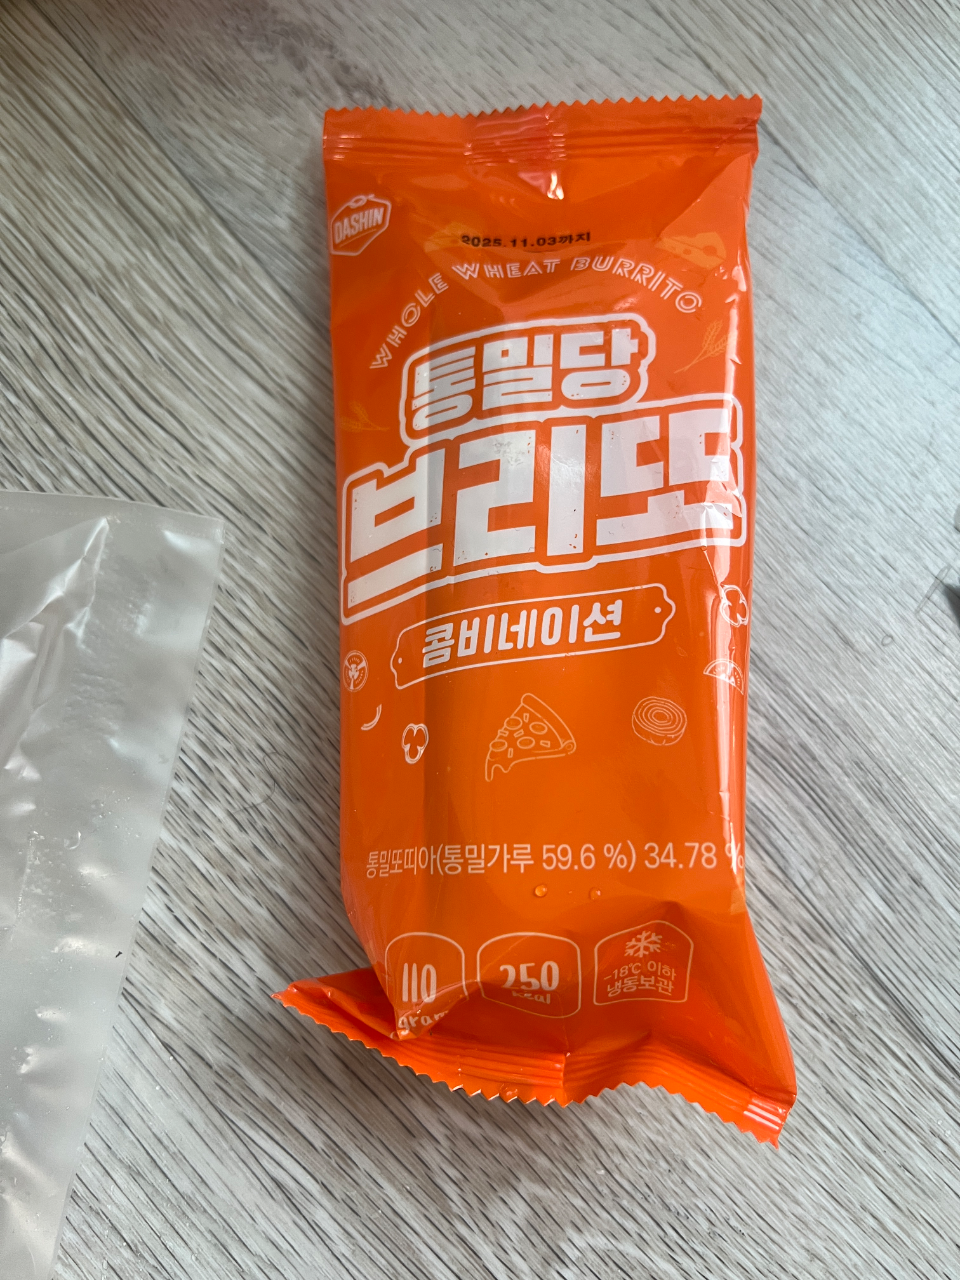 DASHIN
2025.11.03까지
WHOLE WHEAT BURRITO
통밀당
브리또
콤비네이션
통밀또띠아(통밀가루 59.6 %) 34.78 %
110 250 -18℃ 이하
gram kcal 냉동보관